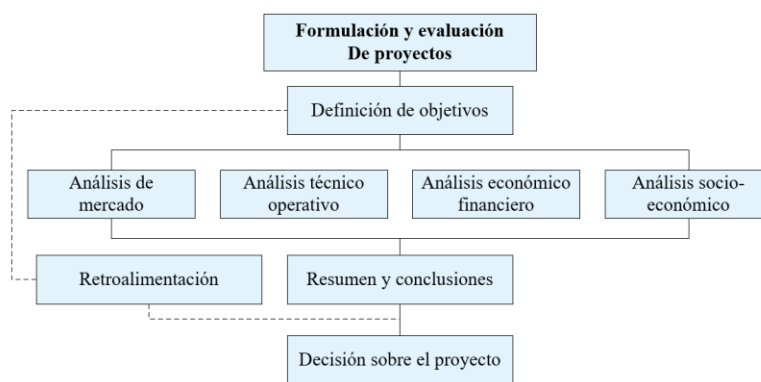 Formulación y evaluación
De proyectos
Definición de objetivos
Análisis de
mercado
Análisis técnico
operativo
Análisis económico
financiero
Análisis socio-
económico
Retroalimentación
Resumen y conclusiones
Decisión sobre el proyecto